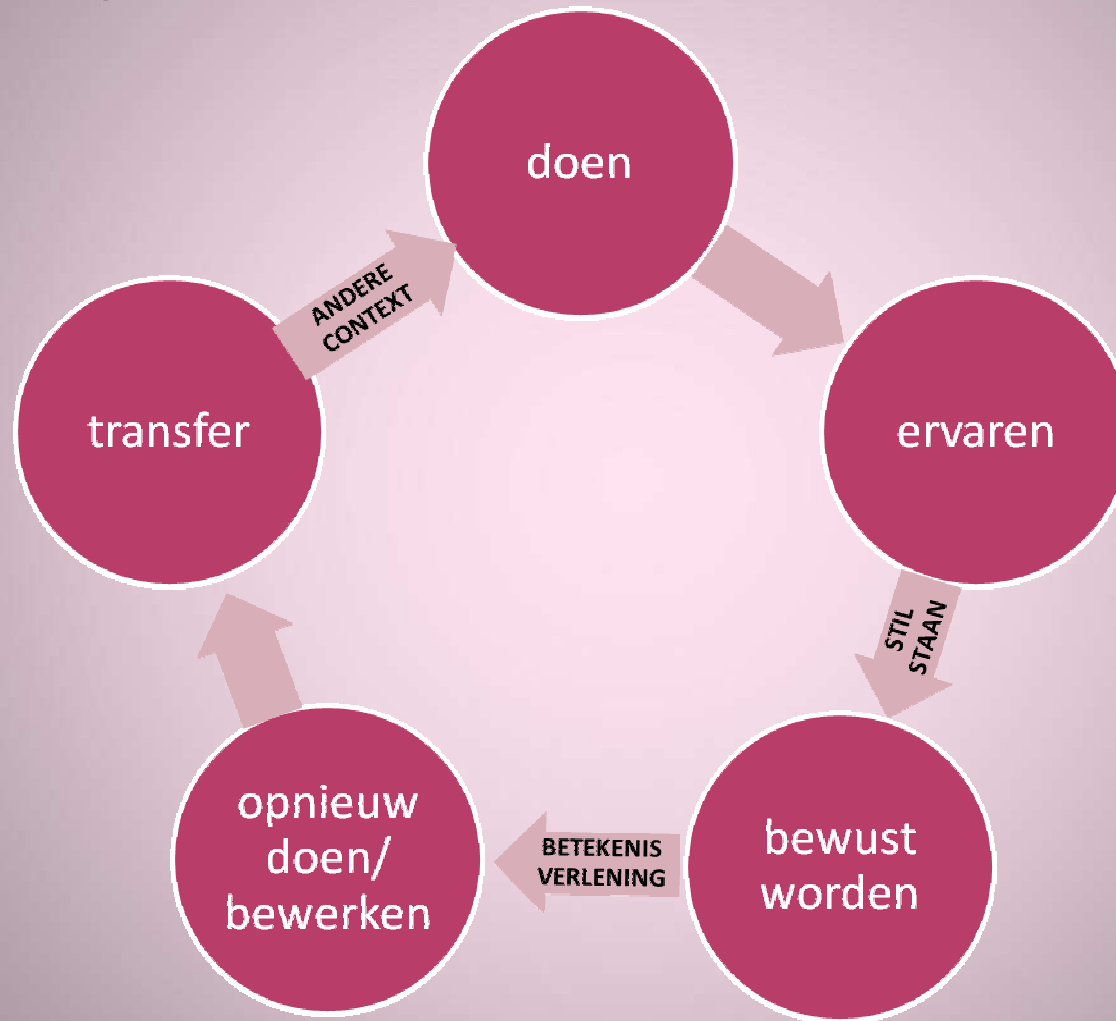 doen
ANDERE
CONTEXT
transfer
ervaren
STIL
STAAN
opnieuw
doen/
bewerken
BETEKENIS
VERLENING
bewust
worden